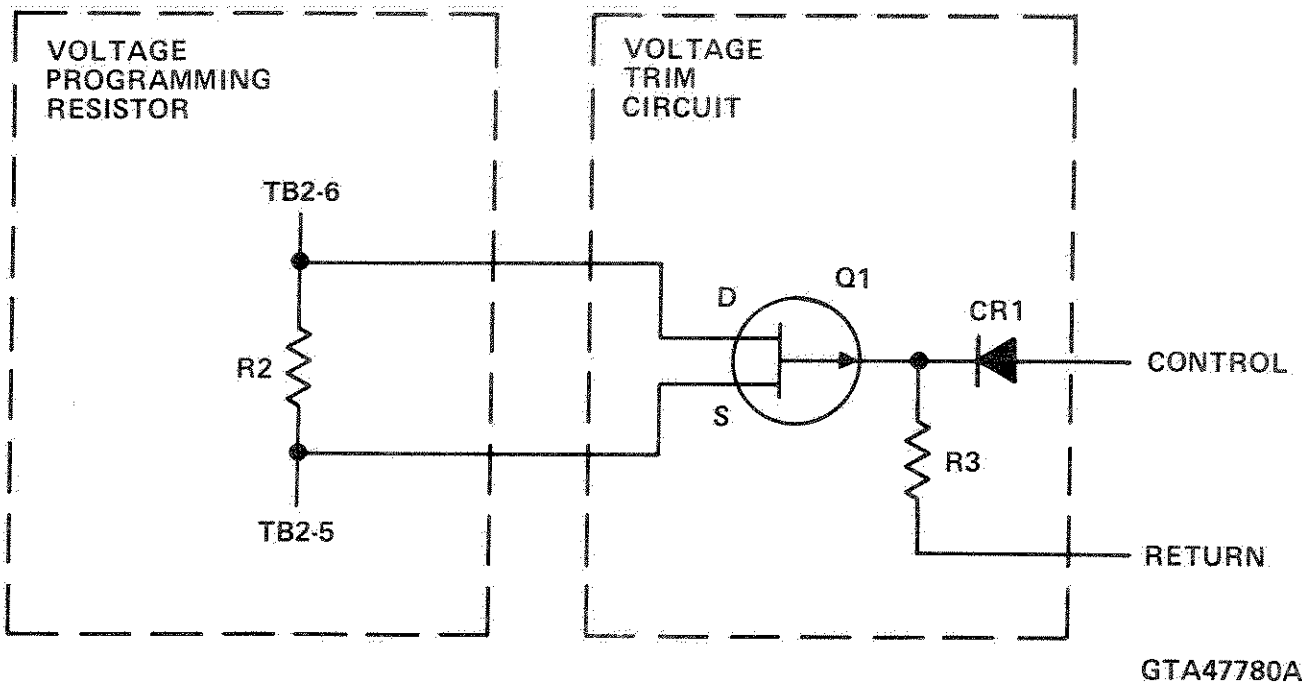 VOLTAGE
PROGRAMMING
RESISTOR
VOLTAGE
TRIM
CIRCUIT
TB2-6
R2
TB2-5
D
Q1
S
CR1
CONTROL
R3
RETURN
GTA47780A